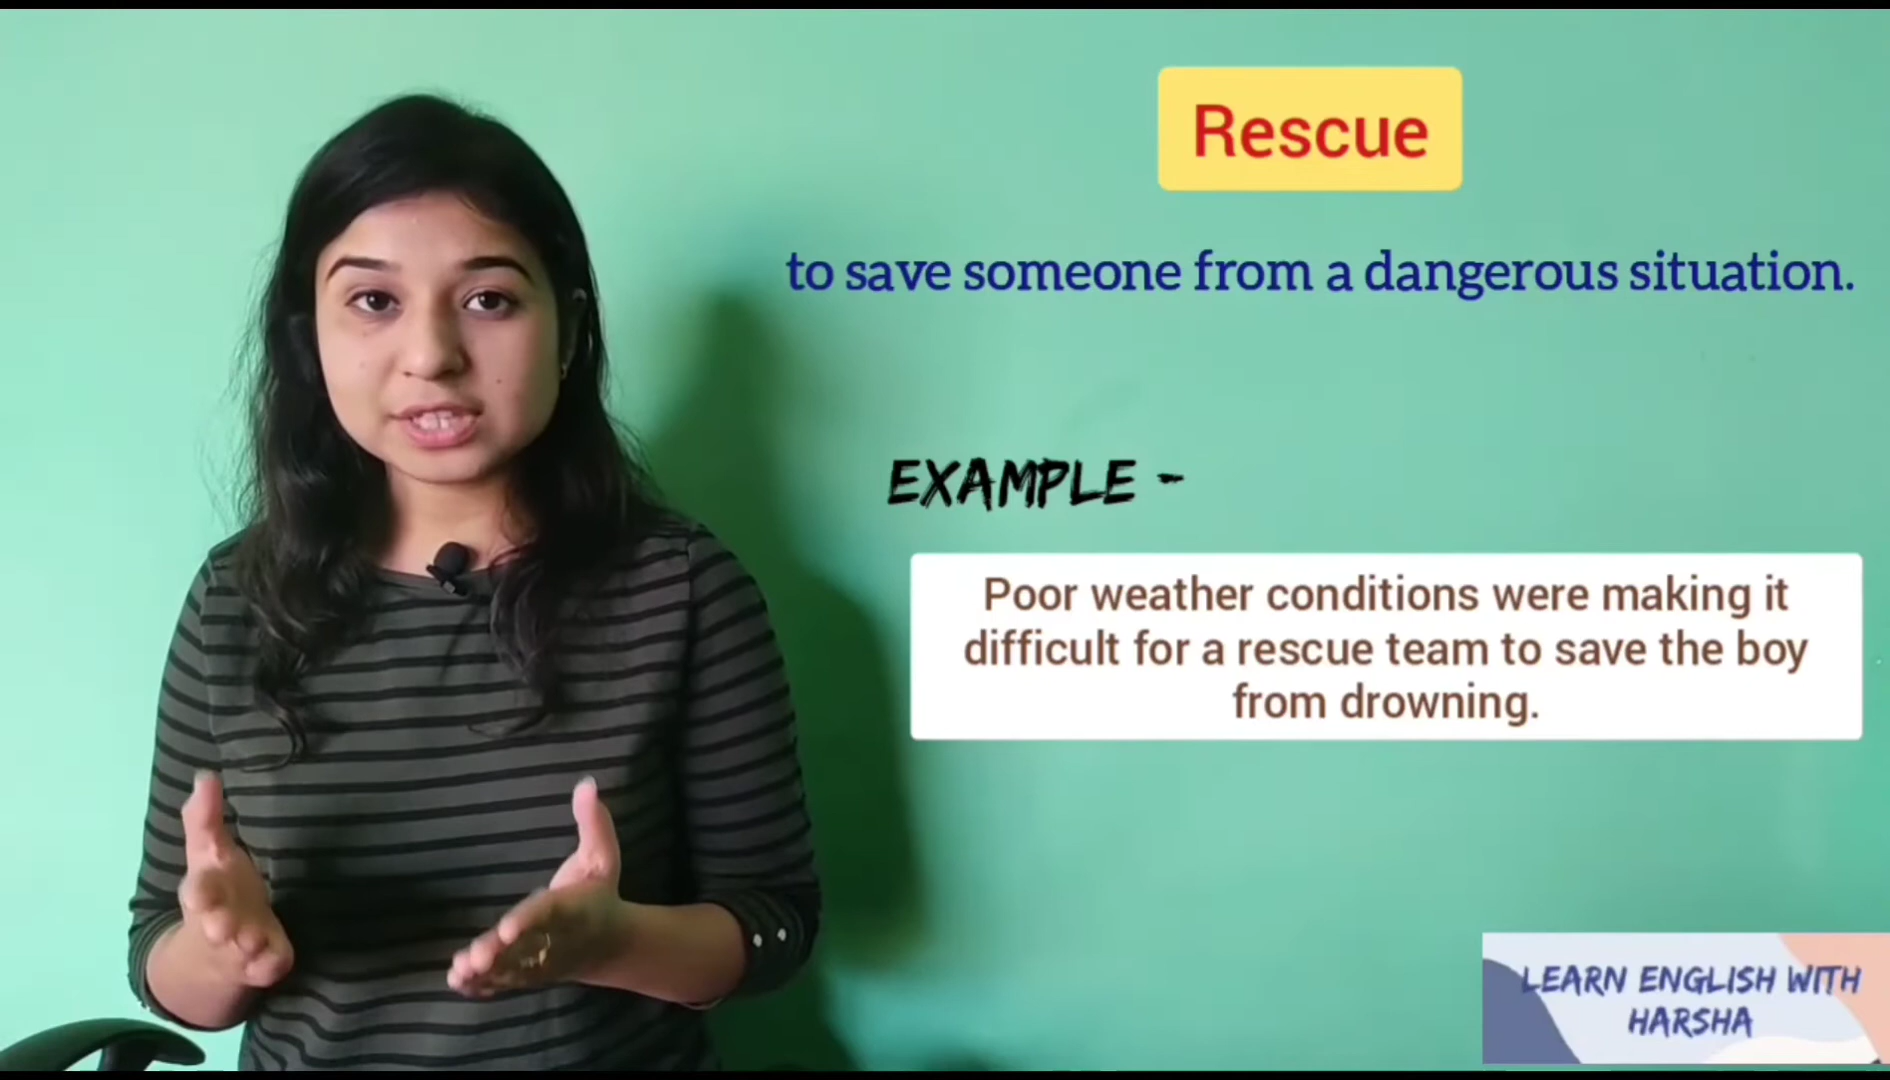 Rescue
to save someone from a dangerous situation.
EXAMPLE -
Poor weather conditions were making it
difficult for a rescue team to save the boy
from drowning.
LEARN ENGLISH WITH
HARSHA